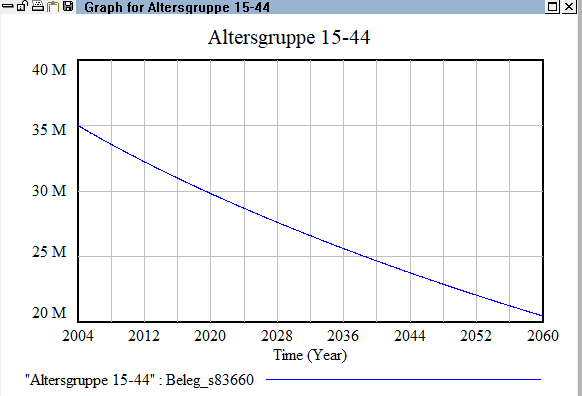 Graph for Altersgruppe 15-44
Altersgruppe 15-44
40 M
35 M
30 M
25 M
20 M
2004 2012 2020 2028 2036 2044 2052 2060
Time (Year)
"Altersgruppe 15-44" : Beleg_s83660